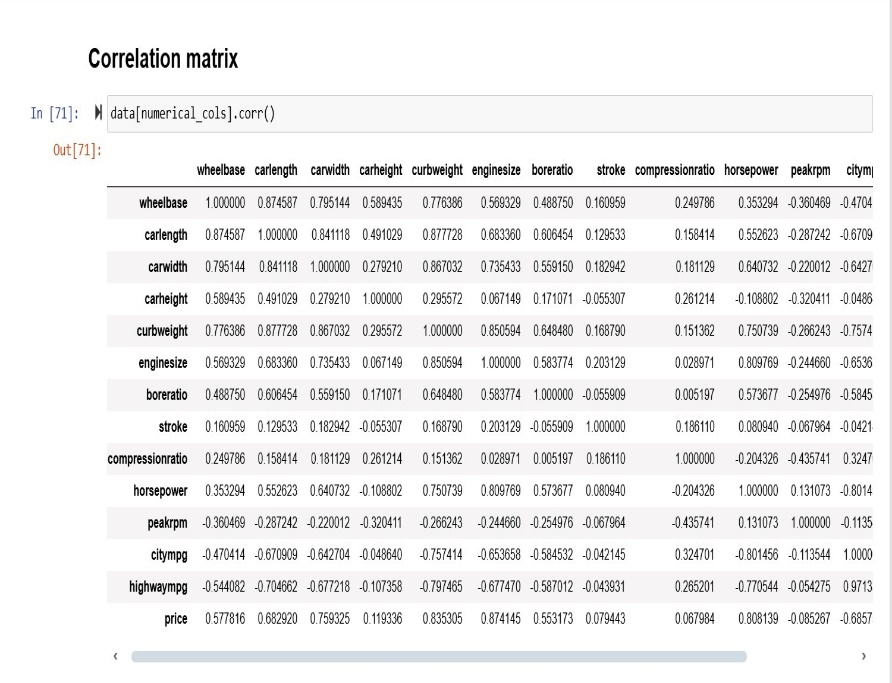 Correlation matrix
In [71]: data[numerical_cols].corr()
Out[71]:
wheelbase carlength carwidth carheight curbweight enginesize boreratio stroke compressionratio horsepower peakrpm citymp
wheelbase 1.000000 0.874587 0.795144 0.589435 0.776386 0.569329 0.488750 0.160959 0.249786 0.353294 -0.360469 -0.4704
carlength 0.874587 1.000000 0.841118 0.491029 0.877728 0.683360 0.606454 0.129533 0.158414 0.552623 -0.287242 -0.6709
carwidth 0.795144 0.841118 1.000000 0.279210 0.867032 0.735433 0.559150 0.182942 0.181129 0.640732 -0.220012 -0.6427
carheight 0.589435 0.491029 0.279210 1.000000 0.295572 0.067149 0.171071 -0.055307 0.261214 -0.108802 -0.320411 -0.0486
curbweight 0.776386 0.877728 0.867032 0.295572 1.000000 0.850594 0.648480 0.168790 0.151362 0.750739 -0.266243 -0.7574
enginesize 0.569329 0.683360 0.735433 0.067149 0.850594 1.000000 0.583774 0.203129 0.028971 0.809769 -0.244660 -0.6536
boreratio 0.488750 0.606454 0.559150 0.171071 0.648480 0.583774 1.000000 -0.055909 0.005197 0.573677 -0.254976 -0.5845
stroke 0.160959 0.129533 0.182942 -0.055307 0.168790 0.203129 -0.055909 1.000000 0.186110 0.080940 -0.067964 -0.0421
compressionratio 0.249786 0.158414 0.181129 0.261214 0.151362 0.028971 0.005197 0.186110 1.000000 -0.204326 -0.435741 0.3247
horsepower 0.353294 0.552623 0.640732 -0.108802 0.750739 0.809769 0.573677 0.080940 -0.204326 1.000000 0.131073 -0.8014
peakrpm -0.360469 -0.287242 -0.220012 -0.320411 -0.266243 -0.244660 -0.254976 -0.067964 -0.435741 0.131073 1.000000 -0.1135
citympg -0.470414 -0.670909 -0.642704 -0.048640 -0.757414 -0.653658 -0.584532 -0.042145 0.324701 -0.801456 -0.113544 1.0000
highwaympg -0.544082 -0.704662 -0.677218 -0.107358 -0.797465 -0.677470 -0.587012 -0.043931 0.265201 -0.770544 -0.054275 0.9713
price 0.577816 0.682920 0.759325 0.119336 0.835305 0.874145 0.553173 0.079443 0.067984 0.808139 -0.085267 -0.6857